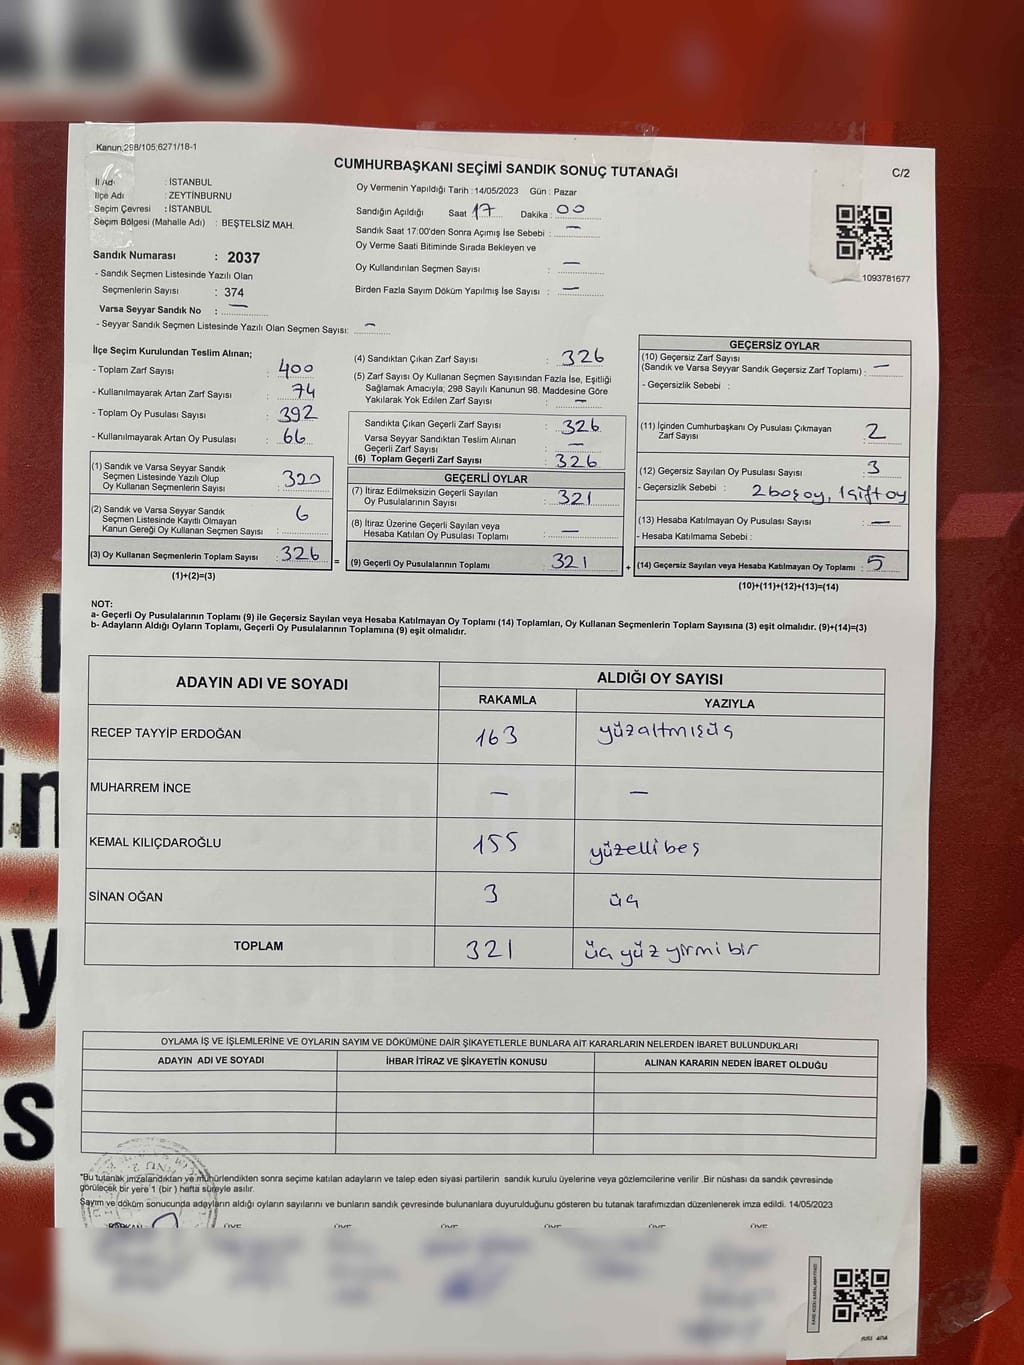 Kanun,298/105,6271/18-1
CUMHURBAŞKANI SEÇİMİ SANDIK SONUÇ TUTANAĞI
C/2
İl Adı : İSTANBUL
İlçe Adı : ZEYTİNBURNU
Seçim Çevresi : İSTANBUL
Seçim Bölgesi (Mahalle Adı) : BEŞTELSİZ MAH.
Sandık Numarası : 2037
- Sandık Seçmen Listesinde Yazılı Olan
Seçmenlerin Sayısı : 374
Varsa Seyyar Sandık No : —
- Seyyar Sandık Seçmen Listesinde Yazılı Olan Seçmen Sayısı: —
Oy Vermenin Yapıldığı Tarih : 14/05/2023 Gün : Pazar
Sandığın Açıldığı Saat 17 Dakika : 00
Sandık Saat 17:00'den Sonra Açımış İse Sebebi : —
Oy Verme Saati Bitiminde Sırada Bekleyen ve
Oy Kullandırılan Seçmen Sayısı : —
Birden Fazla Sayım Döküm Yapılmış İse Sayısı : —
1093781677
İlçe Seçim Kurulundan Teslim Alınan;
- Toplam Zarf Sayısı : 400
- Kullanılmayarak Artan Zarf Sayısı : 74
- Toplam Oy Pusulası Sayısı : 392
- Kullanılmayarak Artan Oy Pusulası : 66
(1) Sandık ve Varsa Seyyar Sandık
Seçmen Listesinde Yazılı Olup
Oy Kullanan Seçmenlerin Sayısı : 320
(2) Sandık ve Varsa Seyyar Sandık
Seçmen Listesinde Kayıtlı Olmayan
Kanun Gereği Oy Kullanan Seçmen Sayısı : 6
(3) Oy Kullanan Seçmenlerin Toplam Sayısı : 326
(1)+(2)=(3)
(4) Sandıktan Çıkan Zarf Sayısı : 326
(5) Zarf Sayısı Oy Kullanan Seçmen Sayısından Fazla İse, Eşitliği
Sağlamak Amacıyla; 298 Sayılı Kanunun 98. Maddesine Göre
Yakılarak Yok Edilen Zarf Sayısı : —
Sandıkta Çıkan Geçerli Zarf Sayısı : 326
Varsa Seyyar Sandıktan Teslim Alınan
Geçerli Zarf Sayısı : —
(6) Toplam Geçerli Zarf Sayısı : 326
GEÇERLİ OYLAR
(7) İtiraz Edilmeksizin Geçerli Sayılan
Oy Pusulalarının Sayısı : 321
(8) İtiraz Üzerine Geçerli Sayılan veya
Hesaba Katılan Oy Pusulası Toplamı : —
= (9) Geçerli Oy Pusulalarının Toplamı 321
GEÇERSİZ OYLAR
(10) Geçersiz Zarf Sayısı
(Sandık ve Varsa Seyyar Sandık Geçersiz Zarf Toplamı) : —
- Geçersizlik Sebebi :
(11) İçinden Cumhurbaşkanı Oy Pusulası Çıkmayan
Zarf Sayısı : 2
(12) Geçersiz Sayılan Oy Pusulası Sayısı : 3
- Geçersizlik Sebebi : 2 boş oy, 1 çift oy
(13) Hesaba Katılmayan Oy Pusulası Sayısı : —
- Hesaba Katılmama Sebebi :
+ (14) Geçersiz Sayılan veya Hesaba Katılmayan Oy Toplamı : 5
(10)+(11)+(12)+(13)=(14)
NOT:
a- Geçerli Oy Pusulalarının Toplamı (9) ile Geçersiz Sayılan veya Hesaba Katılmayan Oy Toplamı (14) Toplamları, Oy Kullanan Seçmenlerin Toplam Sayısına (3) eşit olmalıdır. (9)+(14)=(3)
b- Adayların Aldığı Oyların Toplamı, Geçerli Oy Pusulalarının Toplamına (9) eşit olmalıdır.
ADAYIN ADI VE SOYADI ALDIĞI OY SAYISI
RAKAMLA YAZIYLA
RECEP TAYYİP ERDOĞAN 163 yüzaltmışüç
MUHARREM İNCE — —
KEMAL KILIÇDAROĞLU 155 yüzellibeş
SİNAN OĞAN 3 üç
TOPLAM 321 üç yüz yirmi bir
OYLAMA İŞ VE İŞLEMLERİNE VE OYLARIN SAYIM VE DÖKÜMÜNE DAİR ŞİKAYETLERLE BUNLARA AİT KARARLARIN NELERDEN İBARET BULUNDUKLARI
ADAYIN ADI VE SOYADI İHBAR İTİRAZ VE ŞİKAYETİN KONUSU ALINAN KARARIN NEDEN İBARET OLDUĞU
*Bu tutanak imzalandıktan ve mühürlendikten sonra seçime katılan adayların ve talep eden siyasi partilerin sandık kurulu üyelerine veya gözlemcilerine verilir .Bir nüshası da sandık çevresinde
görülecek bir yere 1 (bir ) hafta süreyle asılır.
Sayım ve döküm sonucunda adayların aldığı oyların sayılarını ve bunların sandık çevresinde bulunanlara duyurulduğunu gösteren bu tutanak tarafımızdan düzenlenerek imza edildi. 14/05/2023
BAŞKAN ÜYE ÜYE ÜYE ÜYE ÜYE ÜYE